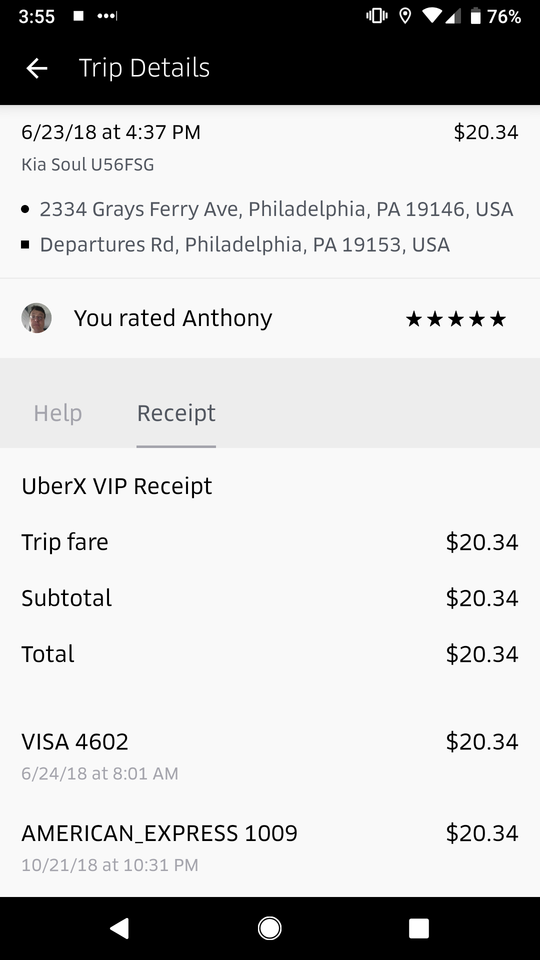 3:55
76%
Trip Details
6/23/18 at 4:37 PM $20.34
Kia Soul U56FSG
2334 Grays Ferry Ave, Philadelphia, PA 19146, USA
Departures Rd, Philadelphia, PA 19153, USA
You rated Anthony ★★★★★
Help Receipt
UberX VIP Receipt
Trip fare $20.34
Subtotal $20.34
Total $20.34
VISA 4602 $20.34
6/24/18 at 8:01 AM
AMERICAN_EXPRESS 1009 $20.34
10/21/18 at 10:31 PM